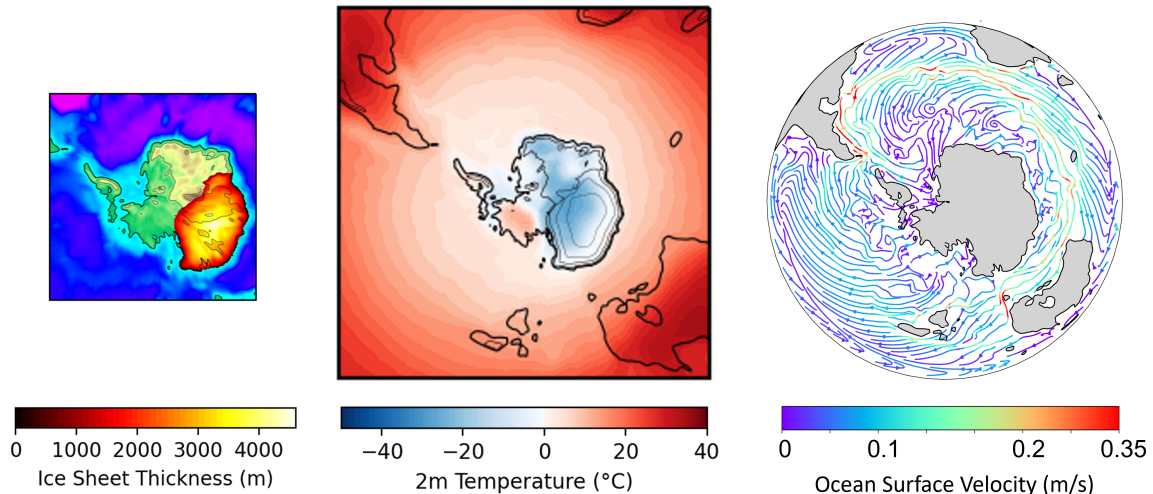 0 1000 2000 3000 4000
Ice Sheet Thickness (m)
−40 −20 0 20 40
2m Temperature (°C)
0 0.1 0.2 0.35
Ocean Surface Velocity (m/s)